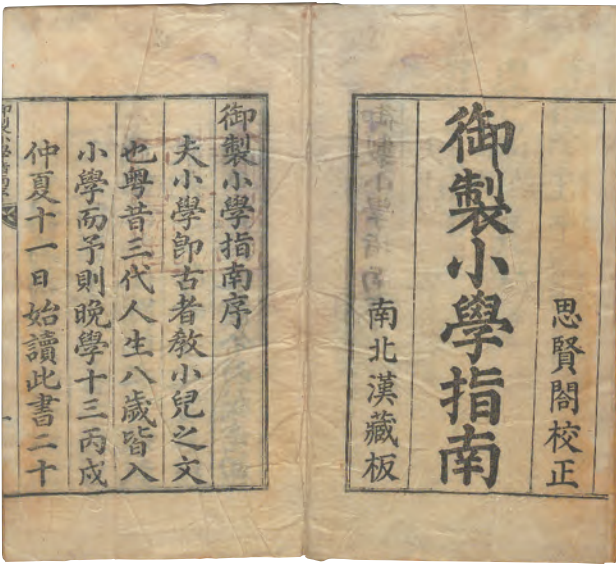 思賢閤校正
御製小學指南
南北漢藏板
御製小學指南序
夫小學卽古者敎小兒之文
也粤昔三代人生八歲皆入
小學而予則晩學十三丙戍
仲夏十一日始讀此書二十